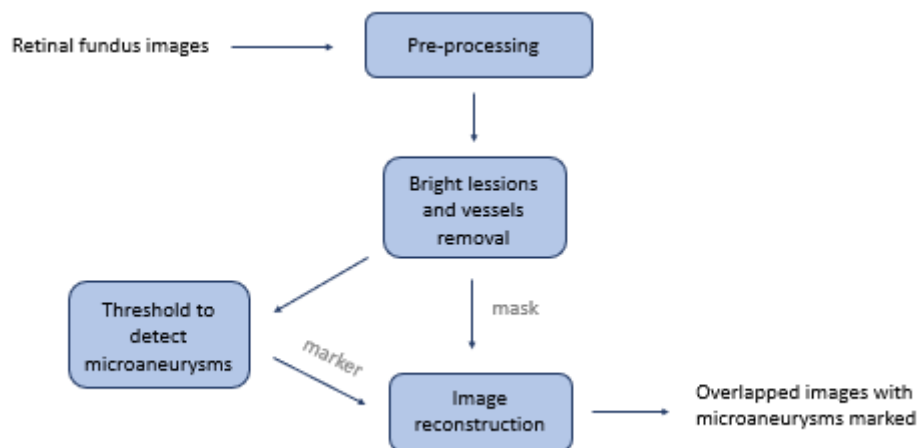 Retinal fundus images
Pre-processing
Bright lessions
and vessels
removal
Threshold to
detect
microaneurysms
mask
marker
Image
reconstruction
Overlapped images with
microaneurysms marked